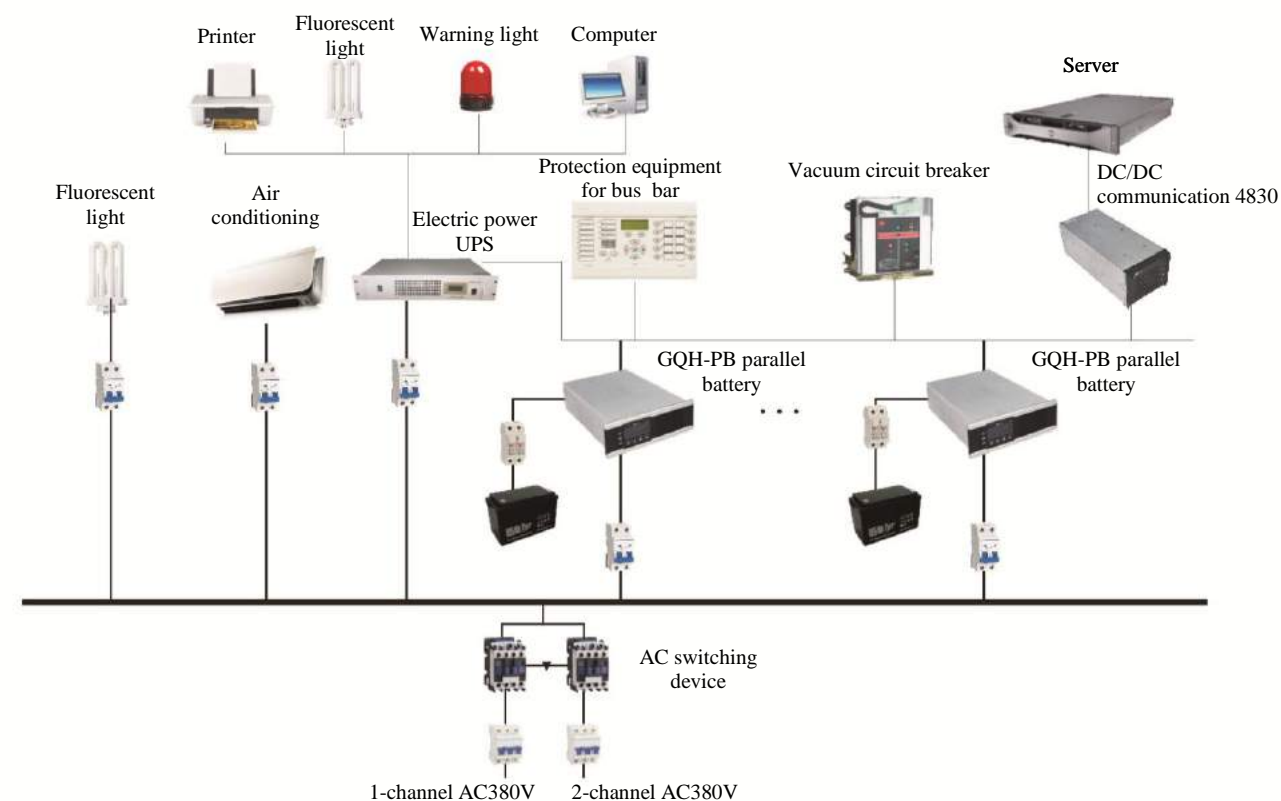 Printer
Fluorescent
light
Warning light
Computer
Server
Protection equipment
for bus bar
Vacuum circuit breaker
DC/DC
communication 4830
Fluorescent
light
Air
conditioning
Electric power
UPS
GQH-PB parallel
battery
. . .
GQH-PB parallel
battery
AC switching
device
1-channel AC380V
2-channel AC380V